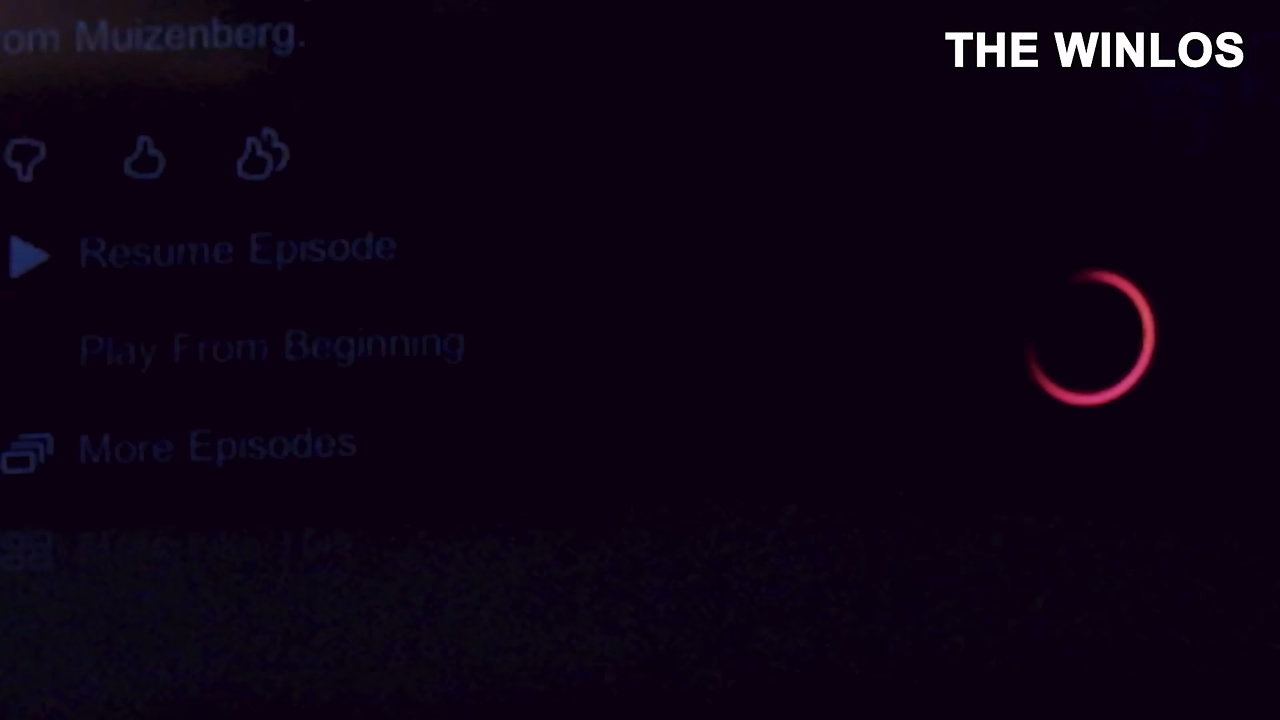 om Muizenberg.
THE WINLOS
Resume Episode
Play From Beginning
More Episodes